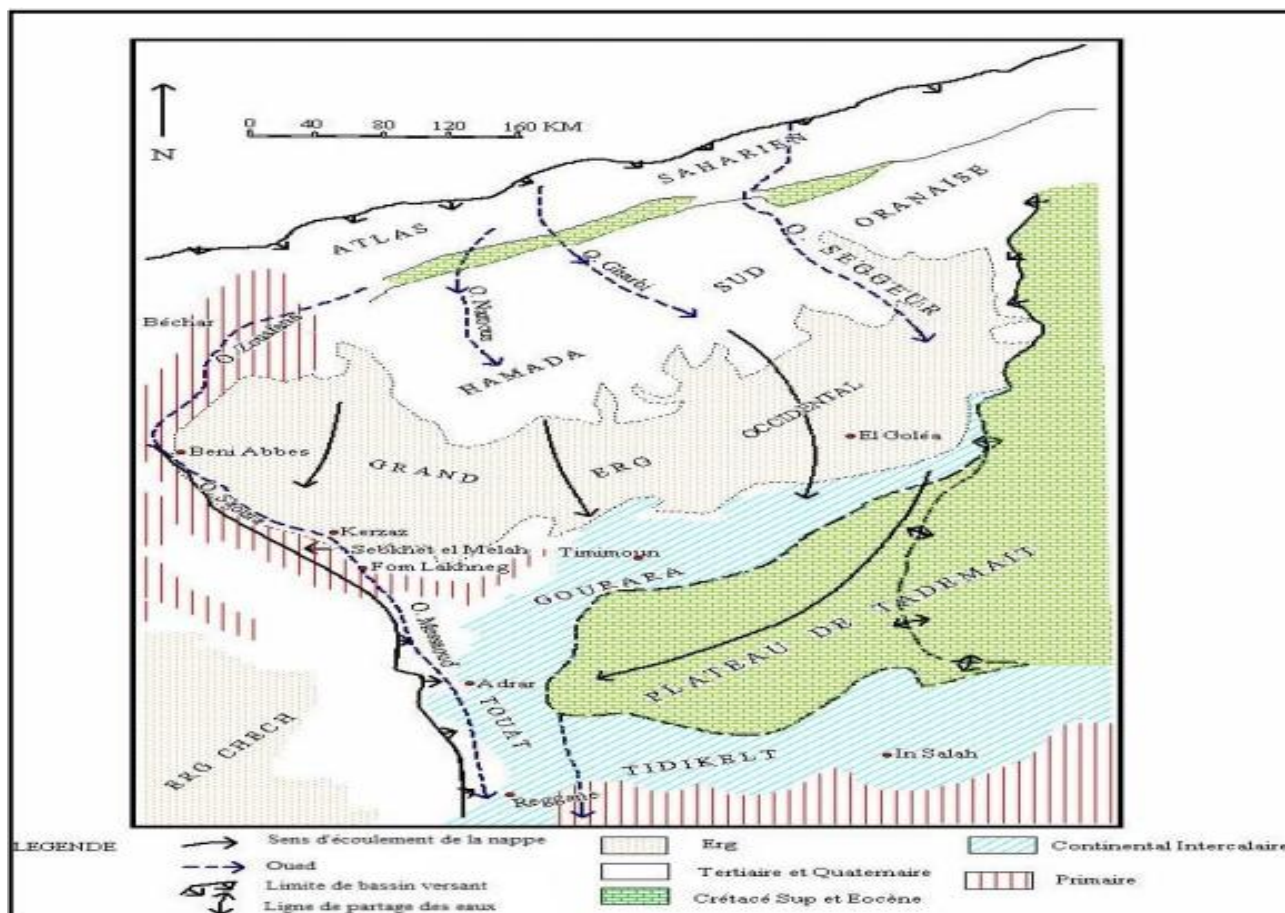 0 40 80 120 160 KM
N
ATLAS SAHARIEN
ORANAISE
SUD
HAMADA
O. SEGGEUR
O. Gharbi
O. Namous
Béchar
Beni Abbes
GRAND ERG OCCIDENTAL
El Goléa
O. Saoura
Kerzaz
Sebkhet el Melah
Fom Lakhneg
Timimoun
GOURARA
O. Messaoud
PLATEAU DE TADEMAIT
Adrar
TOUAT
ERG CHECH
TIDIKELT
In Salah
Reggane
LEGENDE
Sens d'écoulement de la nappe
Oued
Limite de bassin versant
Ligne de partage des eaux
Erg
Tertiaire et Quaternaire
Crétacé Sup et Eocène
Continental Intercalaire
Primaire